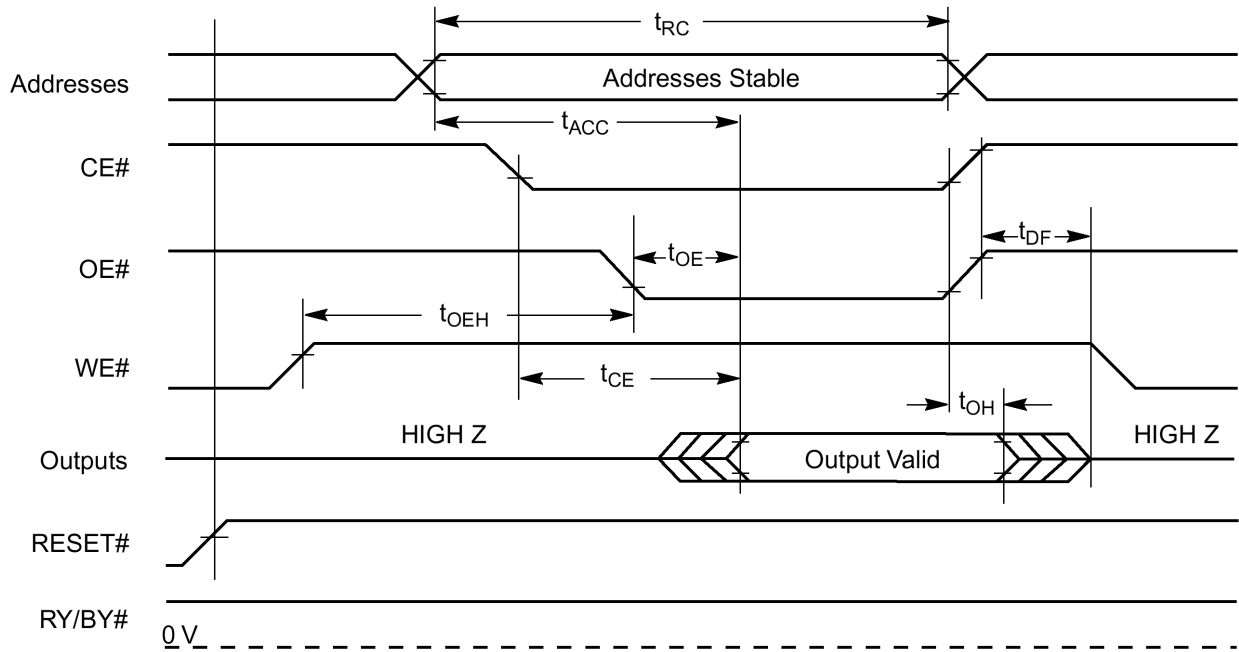 tRC
Addresses
Addresses Stable
tACC
CE#
tDF
OE#
tOE
tOEH
WE#
tCE
tOH
HIGH Z
HIGH Z
Outputs
Output Valid
RESET#
RY/BY#
0 V